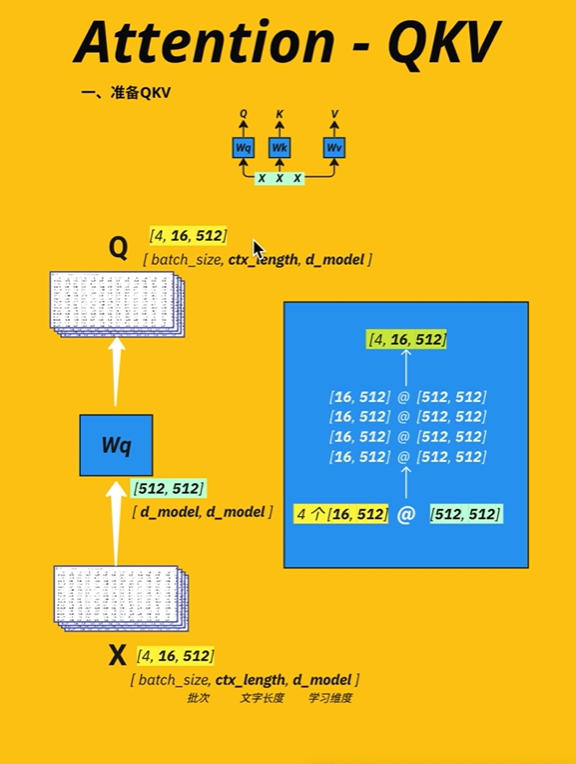 Attention - QKV
一、准备QKV
Q K V
Wq Wk Wv
X X X
Q [4, 16, 512]
[ batch_size, ctx_length, d_model ]
Wq
[512, 512]
[ d_model, d_model ]
[4, 16, 512]
[16, 512] @ [512, 512]
[16, 512] @ [512, 512]
[16, 512] @ [512, 512]
[16, 512] @ [512, 512]
4 个[16, 512] @ [512, 512]
X [4, 16, 512]
[ batch_size, ctx_length, d_model ]
批次 文字长度 学习维度